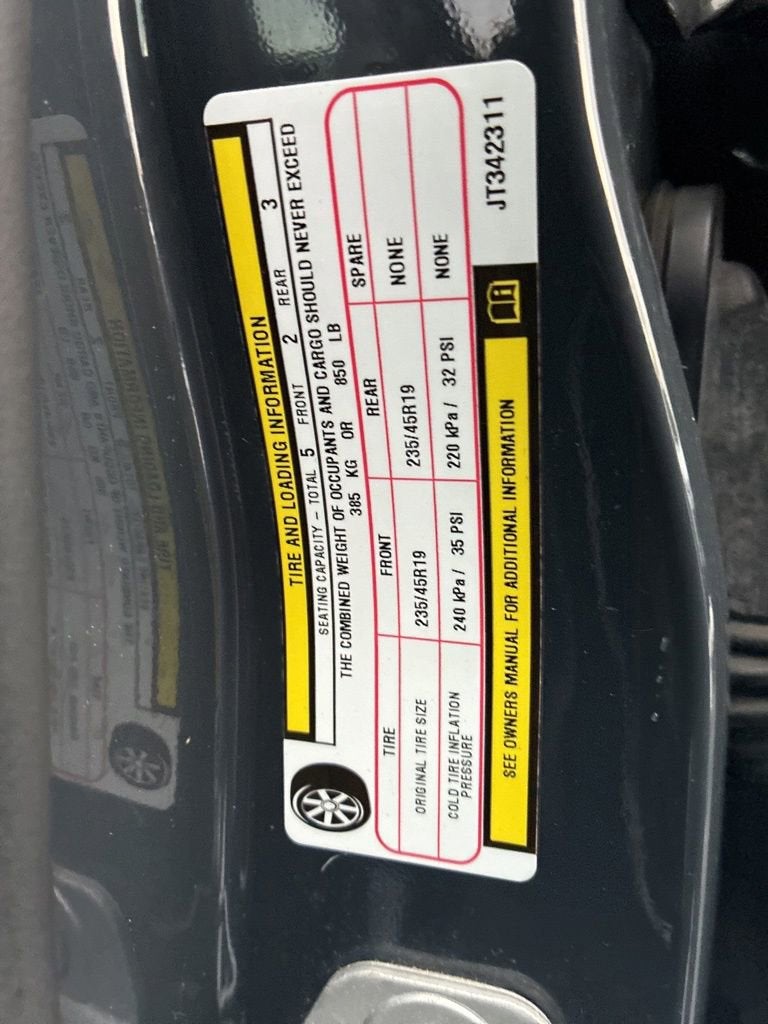 TIRE AND LOADING INFORMATION
SEATING CAPACITY - TOTAL 5 FRONT 2 REAR 3
THE COMBINED WEIGHT OF OCCUPANTS AND CARGO SHOULD NEVER EXCEED
385 KG OR 850 LB
TIRE FRONT REAR SPARE
ORIGINAL TIRE SIZE 235/45R19 235/45R19 NONE
COLD TIRE INFLATION
PRESSURE 240 kPa / 35 PSI 220 kPa / 32 PSI NONE
SEE OWNERS MANUAL FOR ADDITIONAL INFORMATION
JT342311